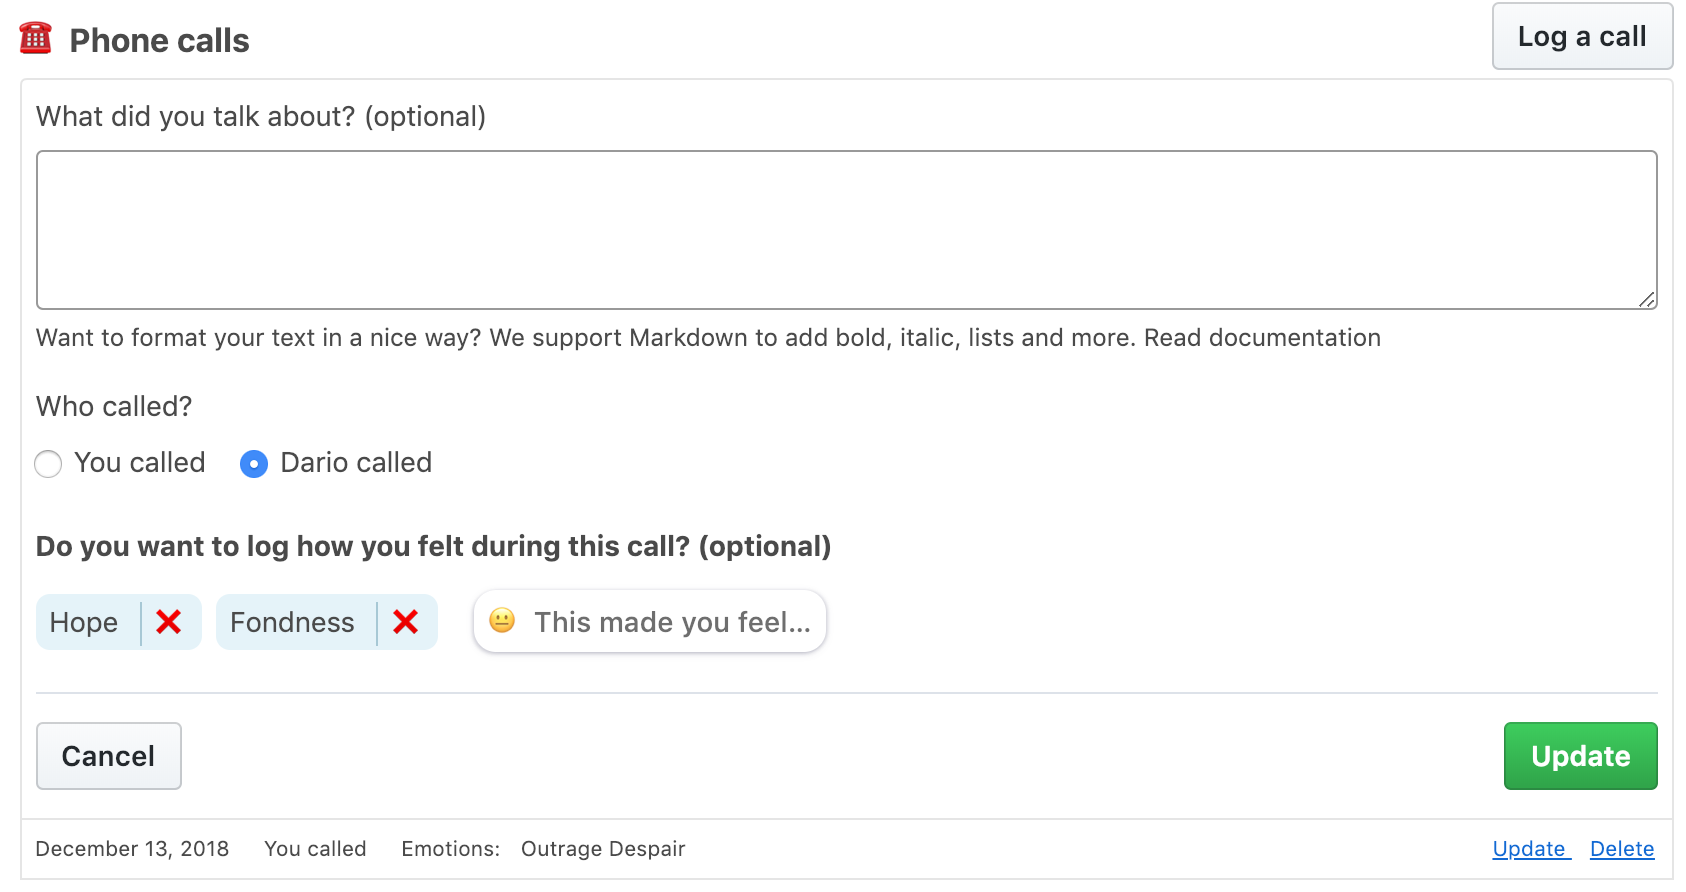 Phone calls
Log a call
What did you talk about? (optional)
Want to format your text in a nice way? We support Markdown to add bold, italic, lists and more. Read documentation
Who called?
You called Dario called
Do you want to log how you felt during this call? (optional)
Hope Fondness This made you feel...
Cancel Update
December 13, 2018 You called Emotions: Outrage Despair Update Delete